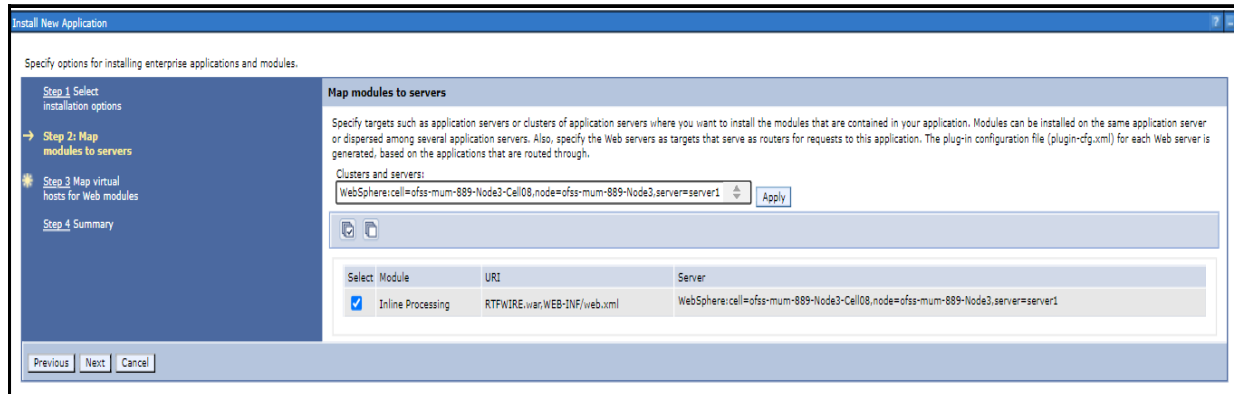 Install New Application
?
Specify options for installing enterprise applications and modules.
Step 1 Select
installation options
Step 2: Map
modules to servers
Step 3 Map virtual
hosts for Web modules
Step 4 Summary
Map modules to servers
Specify targets such as application servers or clusters of application servers where you want to install the modules that are contained in your application. Modules can be installed on the same application server
or dispersed among several application servers. Also, specify the Web servers as targets that serve as routers for requests to this application. The plug-in configuration file (plugin-cfg.xml) for each Web server is
generated, based on the applications that are routed through.
Clusters and servers:
WebSphere:cell=ofss-mum-889-Node3-Cell08,node=ofss-mum-889-Node3,server=server1
Apply
Select Module URI Server
Inline Processing RTFWIRE.war,WEB-INF/web.xml WebSphere:cell=ofss-mum-889-Node3-Cell08,node=ofss-mum-889-Node3,server=server1
Previous Next Cancel